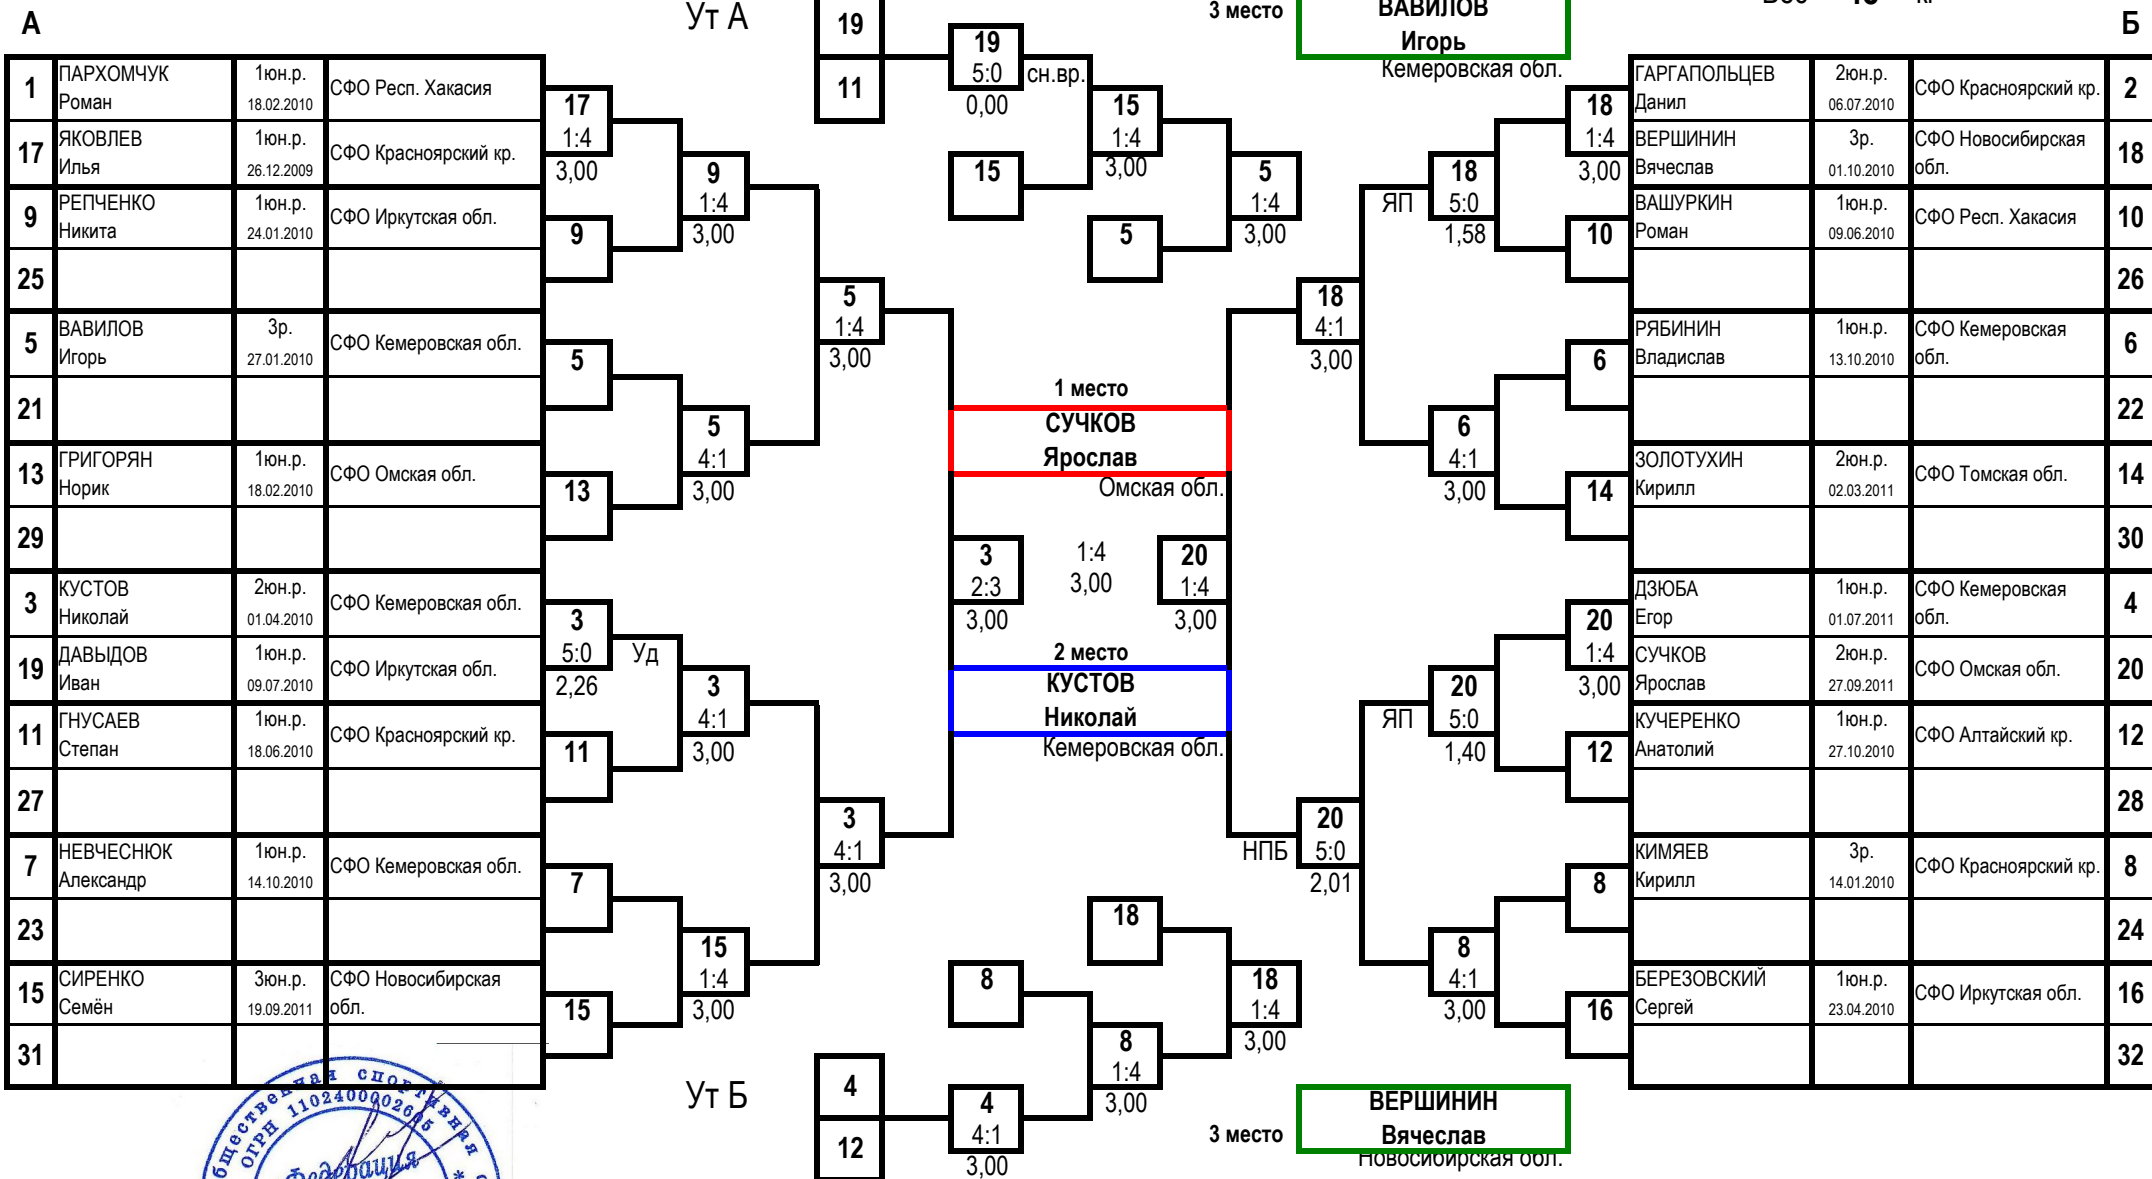 А
Ут А
3 место
ВАВИЛОВ
Игорь
Кемеровская обл.
Б
1 ПАРХОМЧУК Роман 1юн.р. 18.02.2010 СФО Респ. Хакасия
17 ЯКОВЛЕВ Илья 1юн.р. 26.12.2009 СФО Красноярский кр.
9 РЕПЧЕНКО Никита 1юн.р. 24.01.2010 СФО Иркутская обл.
25
5 ВАВИЛОВ Игорь 3р. 27.01.2010 СФО Кемеровская обл.
21
13 ГРИГОРЯН Норик 1юн.р. 18.02.2010 СФО Омская обл.
29
3 КУСТОВ Николай 2юн.р. 01.04.2010 СФО Кемеровская обл.
19 ДАВЫДОВ Иван 1юн.р. 09.07.2010 СФО Иркутская обл.
11 ГНУСАЕВ Степан 1юн.р. 18.06.2010 СФО Красноярский кр.
27
7 НЕВЧЕСНЮК Александр 1юн.р. 14.10.2010 СФО Кемеровская обл.
23
15 СИРЕНКО Семён 3юн.р. 19.09.2011 СФО Новосибирская обл.
31
17 1:4 3,00
9
5
13
3 5:0 2,26
Уд
11
7
15
9 1:4 3,00
5 4:1 3,00
3 4:1 3,00
15 1:4 3,00
5 1:4 3,00
3 4:1 3,00
19
11
19 5:0 0,00
сн.вр.
15
15 1:4 3,00
5
5 1:4 3,00
1 место
СУЧКОВ
Ярослав
Омская обл.
3 2:3 3,00
1:4
3,00
20 1:4 3,00
2 место
КУСТОВ
Николай
Кемеровская обл.
18 4:1 3,00
НПБ
20 5:0 2,01
ЯП
18 5:0 1,58
6 4:1 3,00
ЯП
20 5:0 1,40
8 4:1 3,00
18 1:4 3,00
10
6
14
20 1:4 3,00
12
8
16
ГАРГАПОЛЬЦЕВ Данил 2юн.р. 06.07.2010 СФО Красноярский кр. 2
ВЕРШИНИН Вячеслав 3р. 01.10.2010 СФО Новосибирская обл. 18
ВАШУРКИН Роман 1юн.р. 09.06.2010 СФО Респ. Хакасия 10
26
РЯБИНИН Владислав 1юн.р. 13.10.2010 СФО Кемеровская обл. 6
22
ЗОЛОТУХИН Кирилл 2юн.р. 02.03.2011 СФО Томская обл. 14
30
ДЗЮБА Егор 1юн.р. 01.07.2011 СФО Кемеровская обл. 4
СУЧКОВ Ярослав 2юн.р. 27.09.2011 СФО Омская обл. 20
КУЧЕРЕНКО Анатолий 1юн.р. 27.10.2010 СФО Алтайский кр. 12
28
КИМЯЕВ Кирилл 3р. 14.01.2010 СФО Красноярский кр. 8
24
БЕРЕЗОВСКИЙ Сергей 1юн.р. 23.04.2010 СФО Иркутская обл. 16
32
Ут Б
4
12
4 4:1 3,00
8
8 1:4 3,00
18
18 1:4 3,00
3 место
ВЕРШИНИН
Вячеслав
Новосибирская обл.
спортивная
ОГРН
Федерация